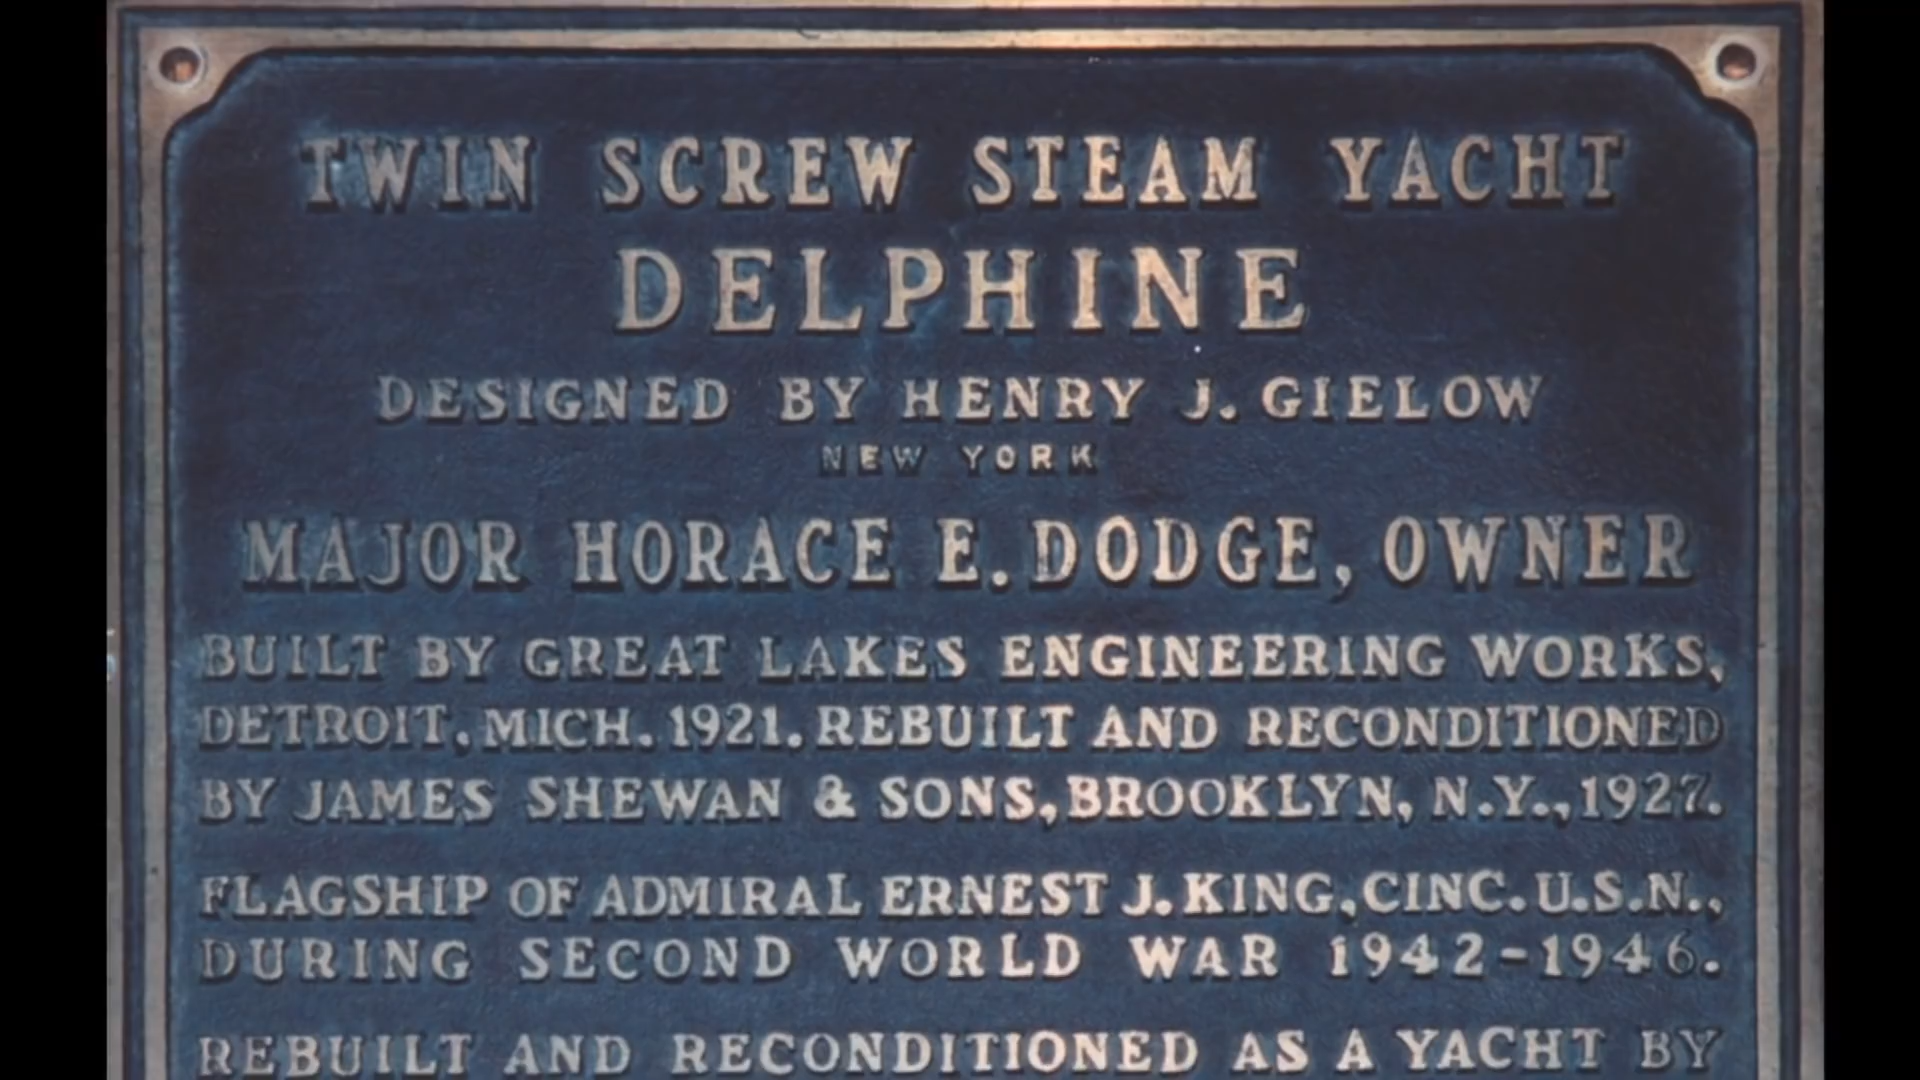 TWIN SCREW STEAM YACHT
DELPHINE
DESIGNED BY HENRY J. GIELOW
NEW YORK
MAJOR HORACE E. DODGE, OWNER
BUILT BY GREAT LAKES ENGINEERING WORKS,
DETROIT, MICH. 1921. REBUILT AND RECONDITIONED
BY JAMES SHEWAN & SONS, BROOKLYN, N.Y., 1927.
FLAGSHIP OF ADMIRAL ERNEST J. KING, CINC. U.S.N.,
DURING SECOND WORLD WAR 1942-1946.
REBUILT AND RECONDITIONED AS A YACHT BY